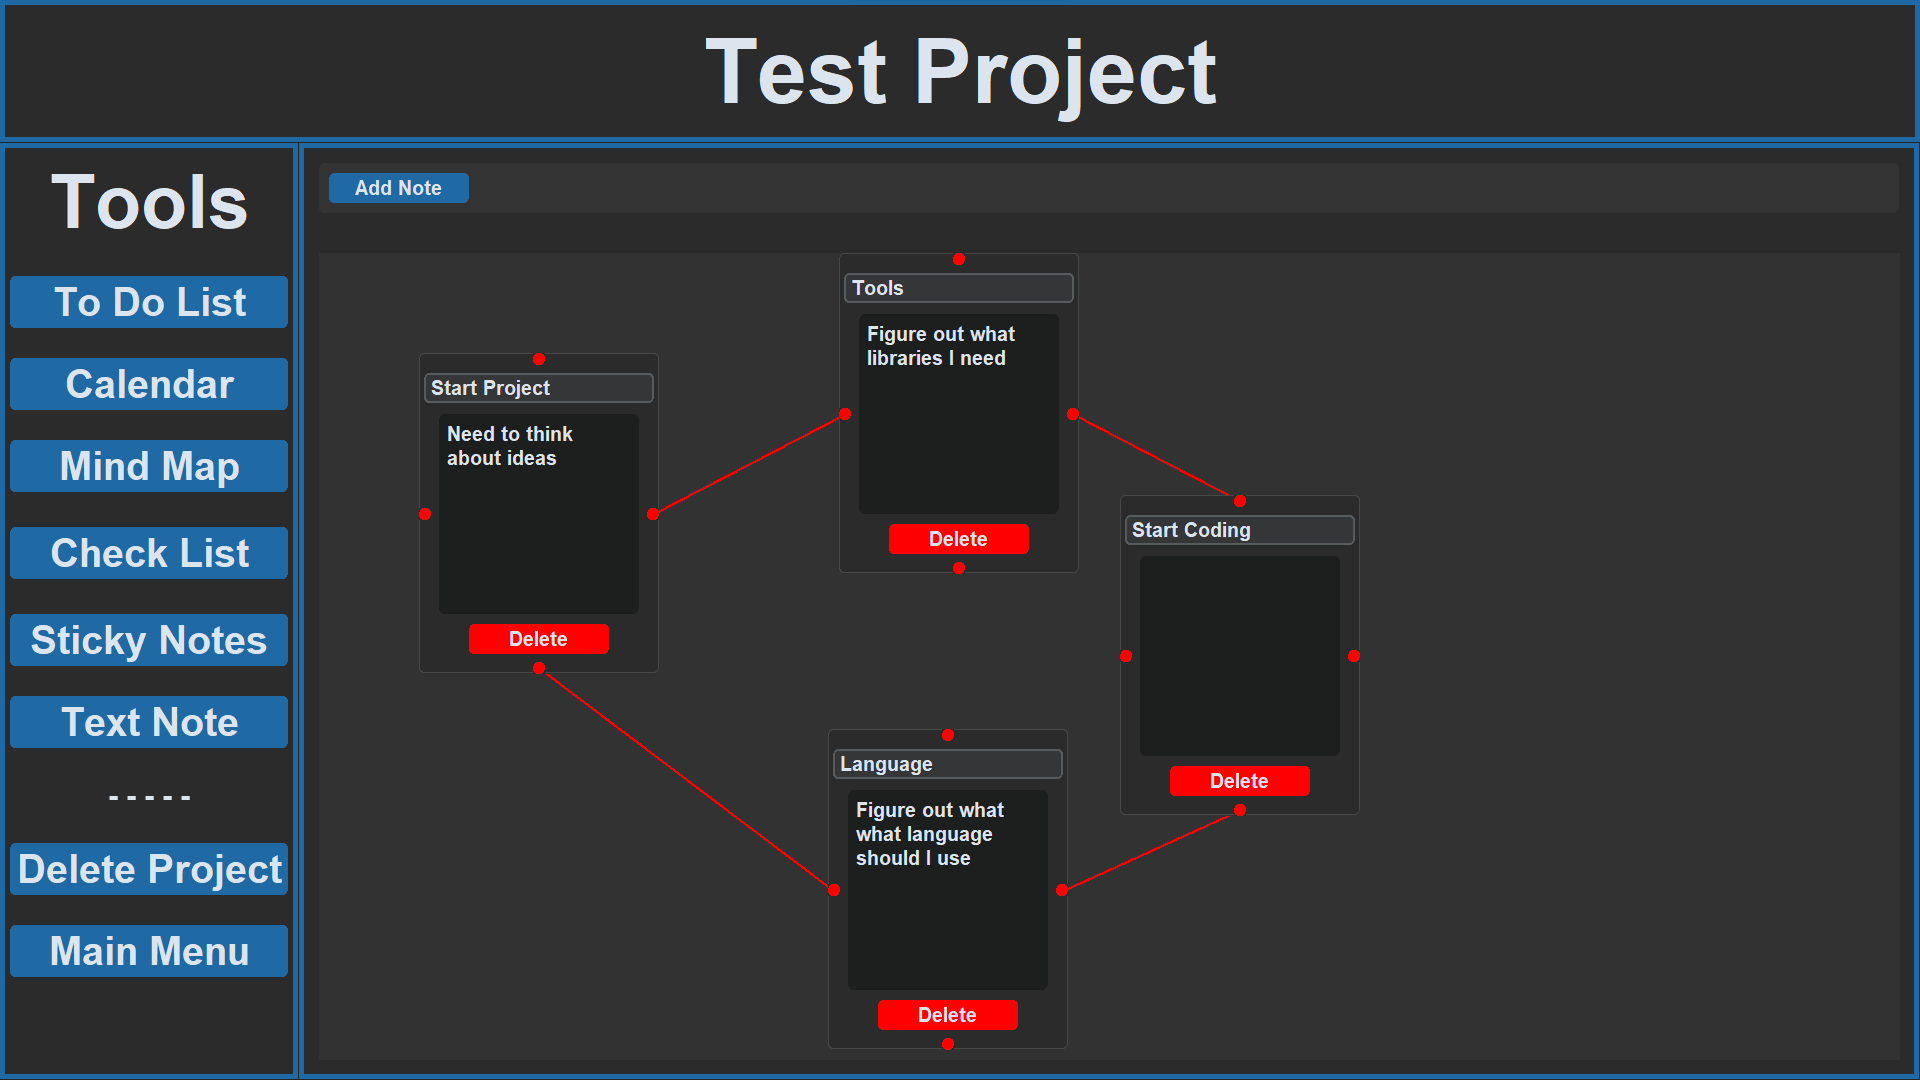 Test Project
Tools
To Do List
Calendar
Mind Map
Check List
Sticky Notes
Text Note
- - - - -
Delete Project
Main Menu
Add Note
Start Project
Need to think
about ideas
Delete
Tools
Figure out what
libraries I need
Delete
Start Coding
Delete
Language
Figure out what
what language
should I use
Delete